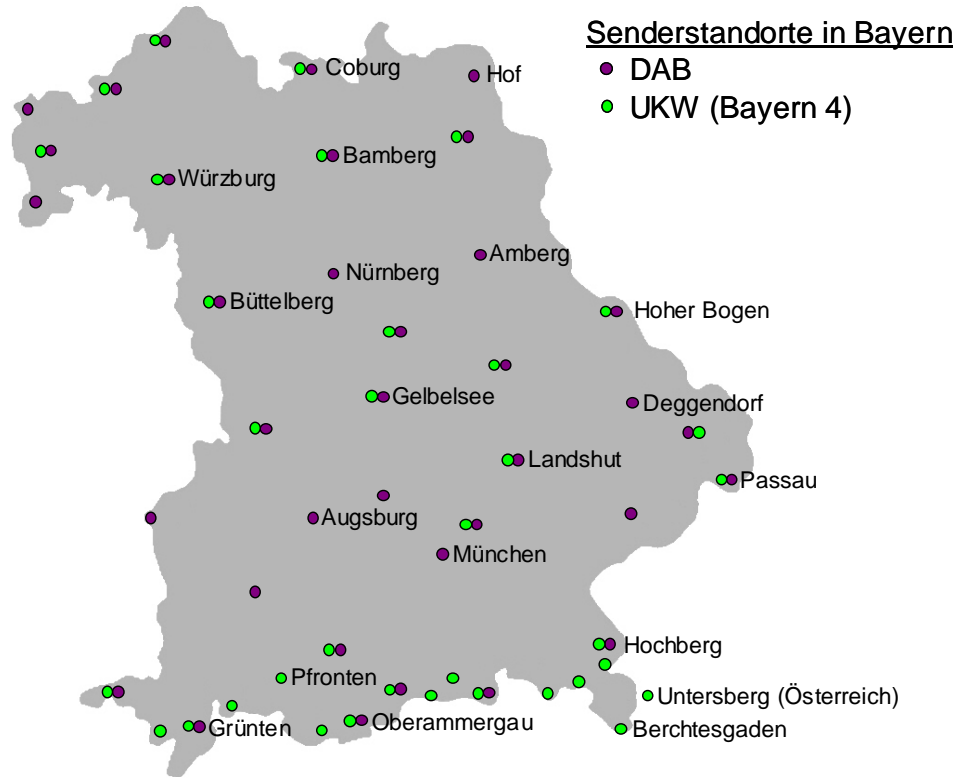 Senderstandorte in Bayern
DAB
UKW (Bayern 4)
Coburg
Hof
Bamberg
Würzburg
Amberg
Nürnberg
Büttelberg
Hoher Bogen
Gelbelsee
Deggendorf
Landshut
Passau
Augsburg
München
Hochberg
Pfronten
Untersberg (Österreich)
Oberammergau
Grünten
Berchtesgaden